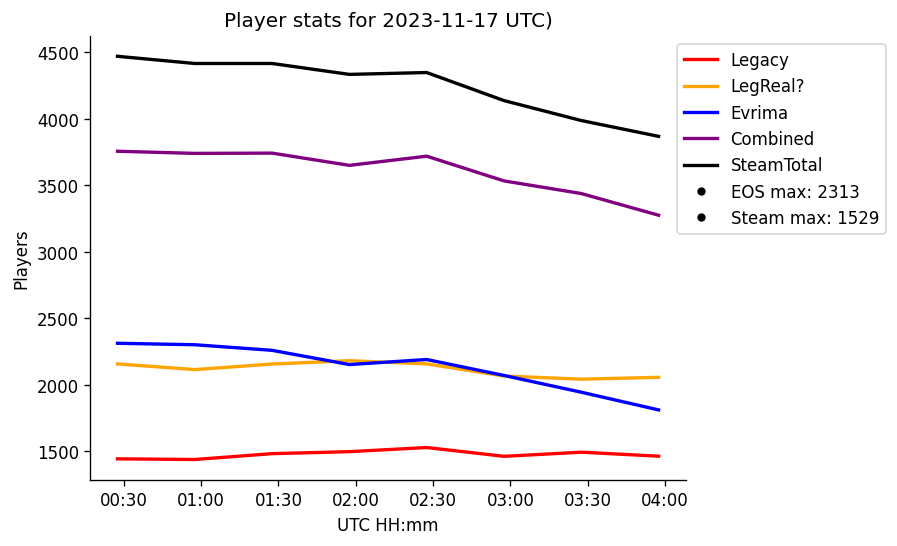 Player stats for 2023-11-17 UTC)
4500
4000
3500
3000
2500
2000
1500
Players
00:30 01:00 01:30 02:00 02:30 03:00 03:30 04:00
UTC HH:mm
Legacy
LegReal?
Evrima
Combined
SteamTotal
EOS max: 2313
Steam max: 1529